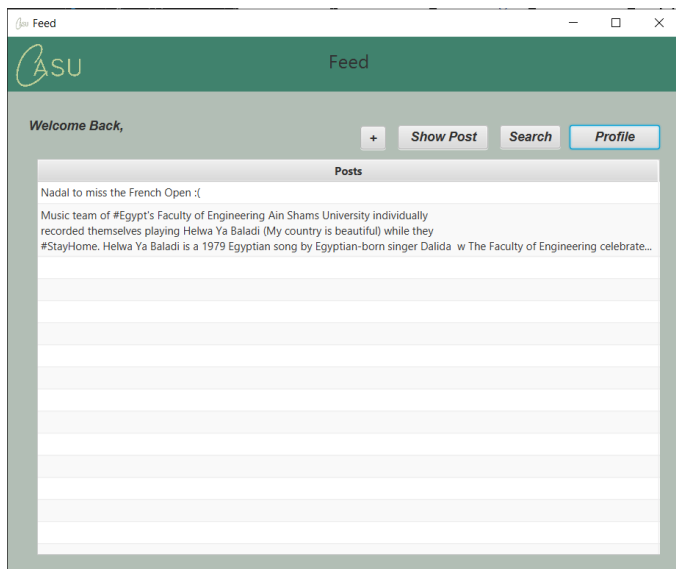 Feed
ASU
Feed
Welcome Back,
+ Show Post Search Profile
Posts
Nadal to miss the French Open :(
Music team of #Egypt's Faculty of Engineering Ain Shams University individually
recorded themselves playing Helwa Ya Baladi (My country is beautiful) while they
#StayHome. Helwa Ya Baladi is a 1979 Egyptian song by Egyptian-born singer Dalida  w The Faculty of Engineering celebrate...